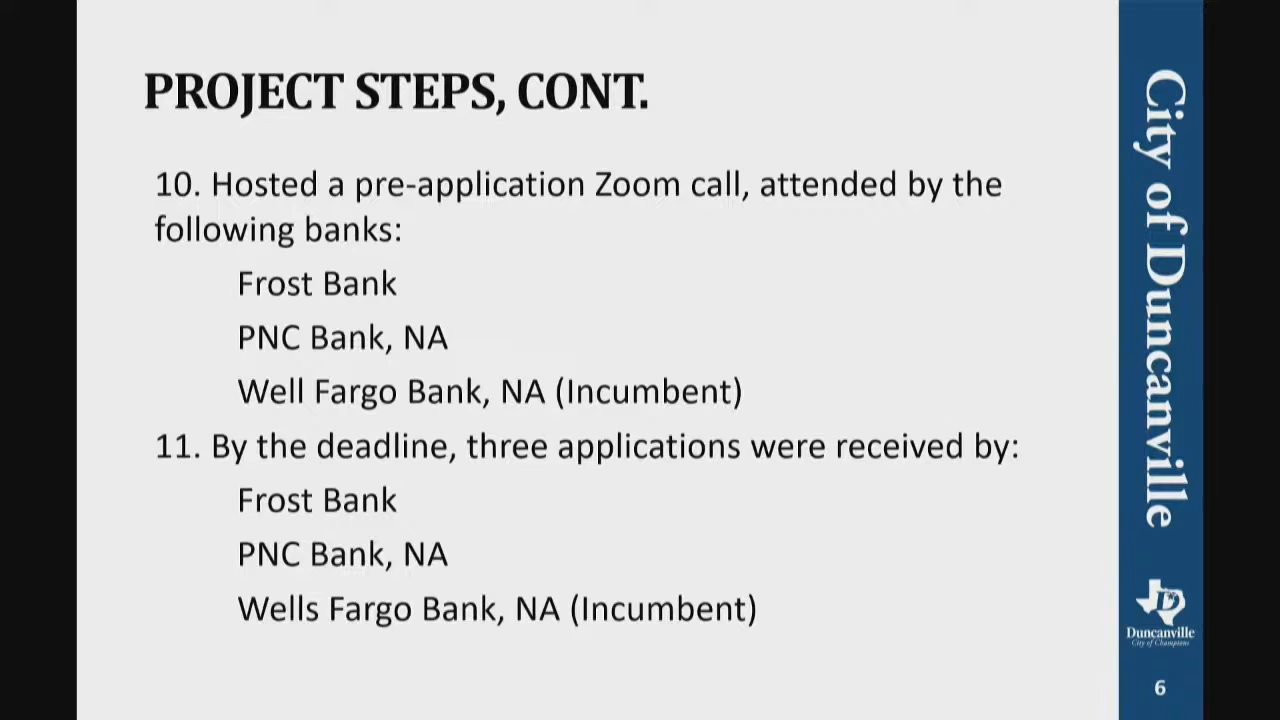 PROJECT STEPS, CONT.
10. Hosted a pre-application Zoom call, attended by the
following banks:
Frost Bank
PNC Bank, NA
Well Fargo Bank, NA (Incumbent)
11. By the deadline, three applications were received by:
Frost Bank
PNC Bank, NA
Wells Fargo Bank, NA (Incumbent)
City of Duncanville
D
Duncanville
City of Champions
6